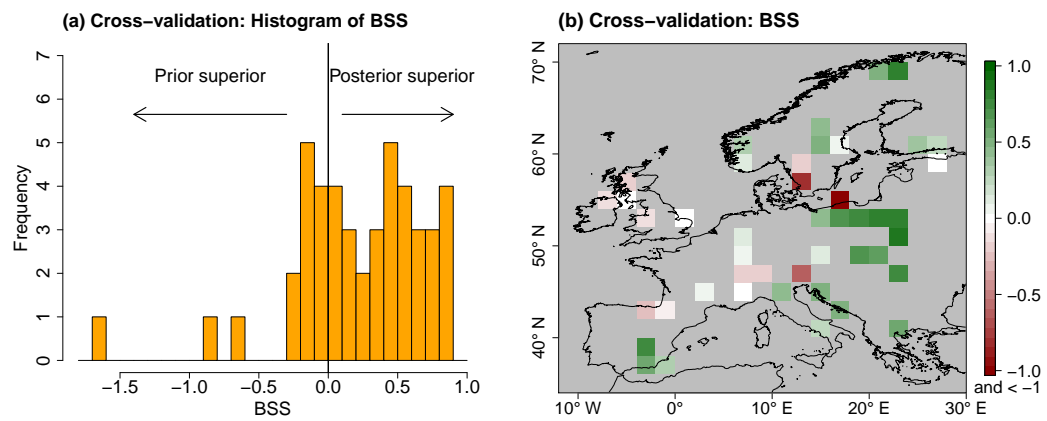 (a) Cross−validation: Histogram of BSS
Prior superior
Posterior superior
Frequency
7
6
5
4
3
2
1
0
−1.5
−1.0
−0.5
0.0
0.5
1.0
BSS
(b) Cross−validation: BSS
70° N
60° N
50° N
40° N
10° W
0°
10° E
20° E
30° E
1.0
0.5
0.0
−0.5
−1.0
and < −1